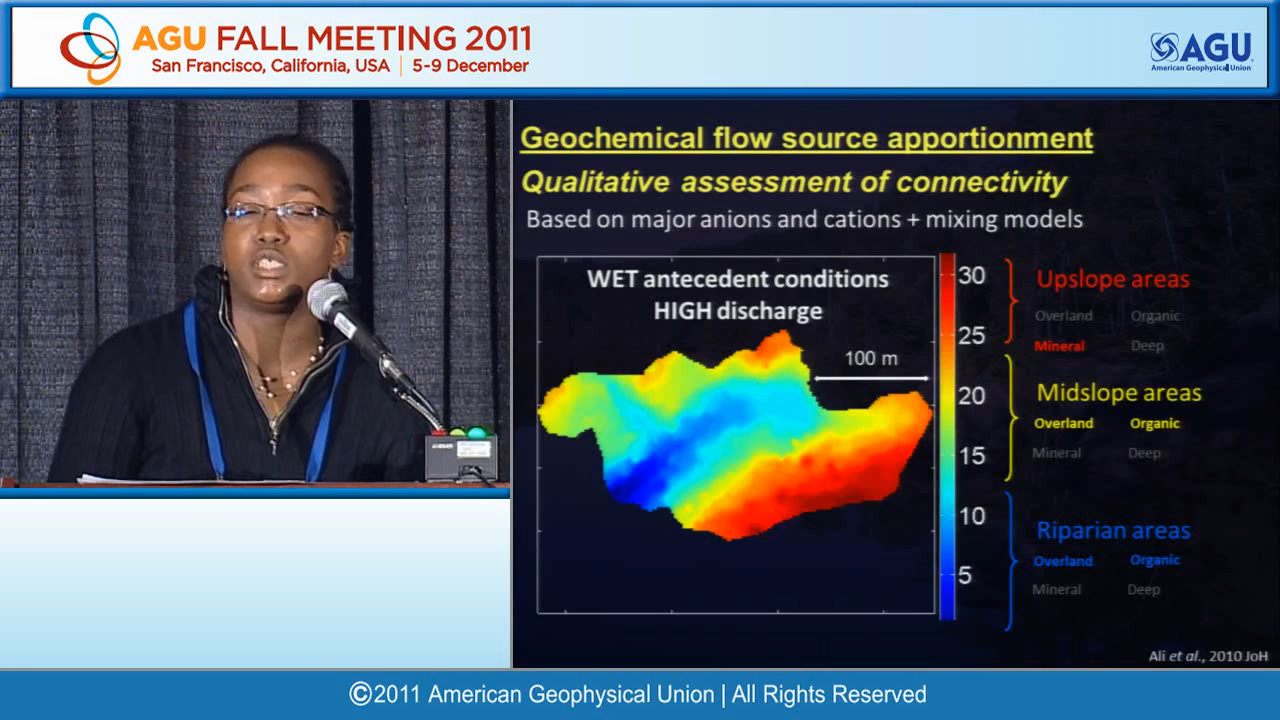 AGU FALL MEETING 2011
San Francisco, California, USA | 5-9 December
AGU
American Geophysical Union
Geochemical flow source apportionment
Qualitative assessment of connectivity
Based on major anions and cations + mixing models
WET antecedent conditions
HIGH discharge
100 m
30
25
20
15
10
5
Upslope areas
Overland Organic
Mineral Deep
Midslope areas
Overland Organic
Mineral Deep
Riparian areas
Overland Organic
Mineral Deep
Ali et al., 2010 JoH
©2011 American Geophysical Union | All Rights Reserved